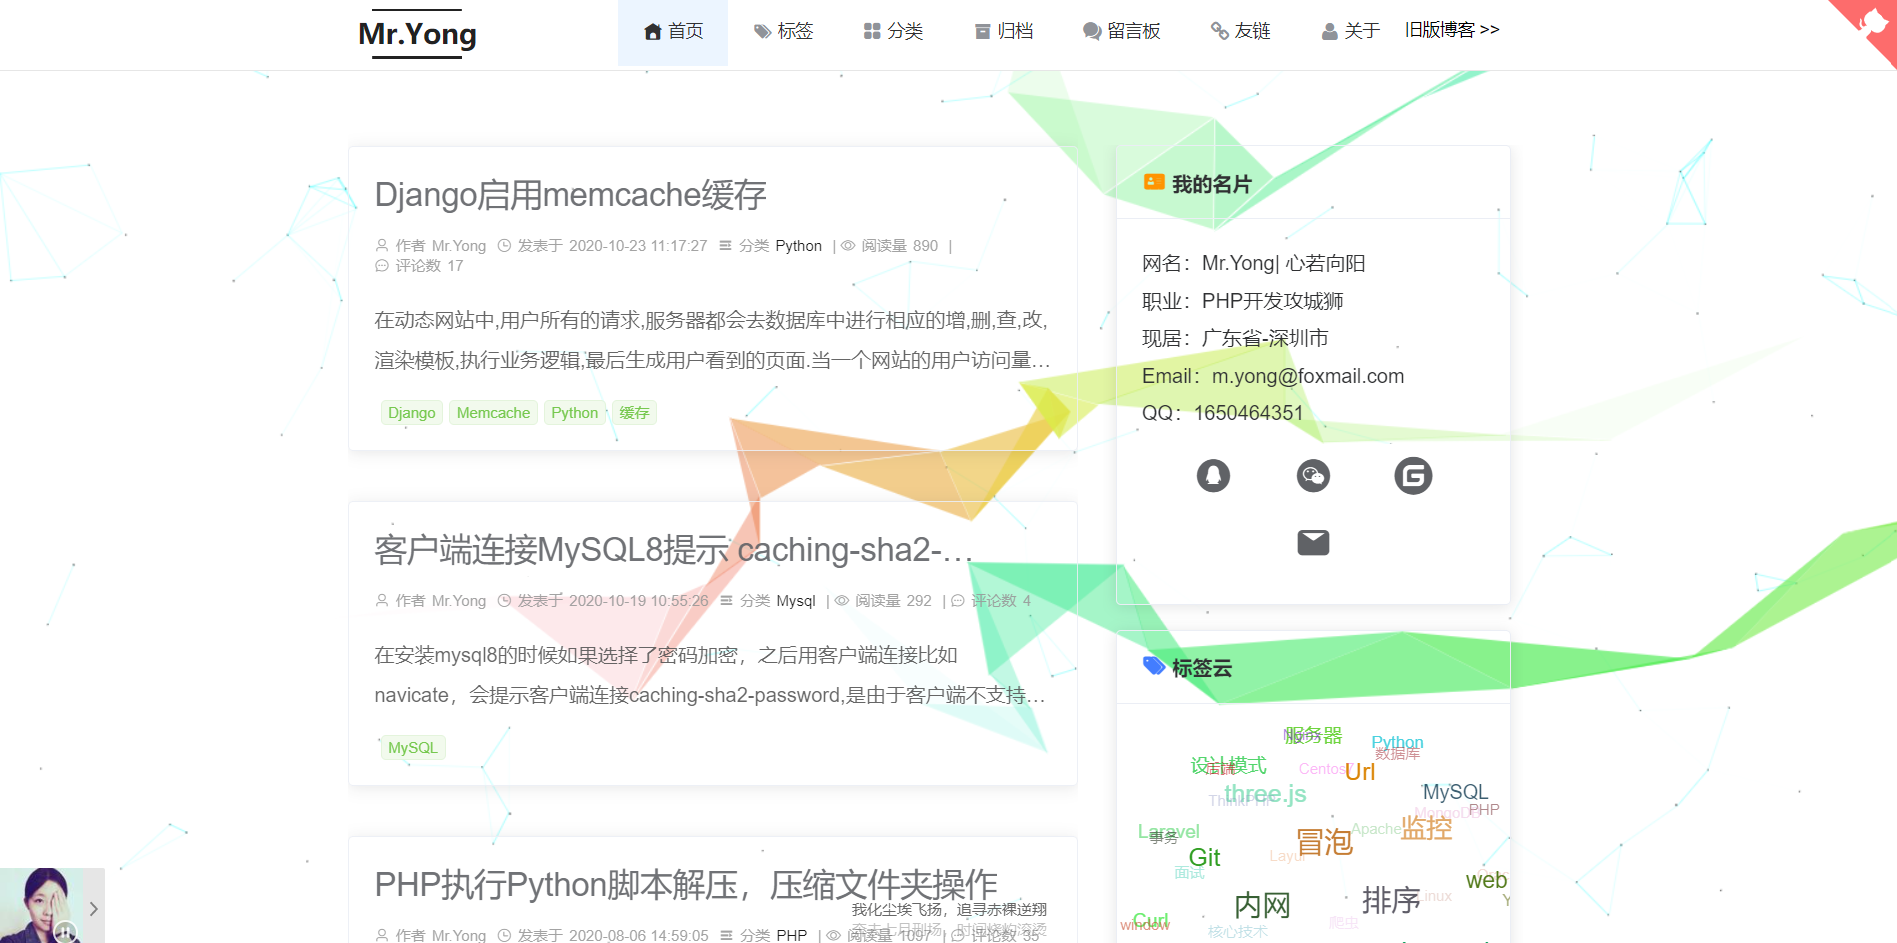 Mr.Yong
首页
标签
分类
归档
留言板
友链
关于
旧版博客 >>
Django启用memcache缓存
作者 Mr.Yong 发表于 2020-10-23 11:17:27 分类 Python | 阅读量 890 |
评论数 17
在动态网站中,用户所有的请求,服务器都会去数据库中进行相应的增,删,查,改,
渲染模板,执行业务逻辑,最后生成用户看到的页面.当一个网站的用户访问量…
Django Memcache Python 缓存
客户端连接MySQL8提示 caching-sha2-…
作者 Mr.Yong 发表于 2020-10-19 10:55:26 分类 Mysql | 阅读量 292 | 评论数 4
在安装mysql8的时候如果选择了密码加密，之后用客户端连接比如
navicate，会提示客户端连接caching-sha2-password,是由于客户端不支持…
MySQL
PHP执行Python脚本解压，压缩文件夹操作
我化尘埃飞扬，追寻赤裸逆翔
作者 Mr.Yong 发表于 2020-08-06 14:59:05 分类 PHP | 阅读量 1097 评论数 35
我的名片
网名：Mr.Yong| 心若向阳
职业：PHP开发攻城狮
现居：广东省-深圳市
Email：m.yong@foxmail.com
QQ：1650464351
标签云
Nginx
服务器
Python
数据库
设计模式
后端
Centos7
Url
three.js
ThinkPHP
MySQL
PHP
MongoDB
Laravel
事务
Apache
监控
冒泡
Git
Layui
面试
web
排序
Linux
内网
Curl
window
爬虫
核心技术